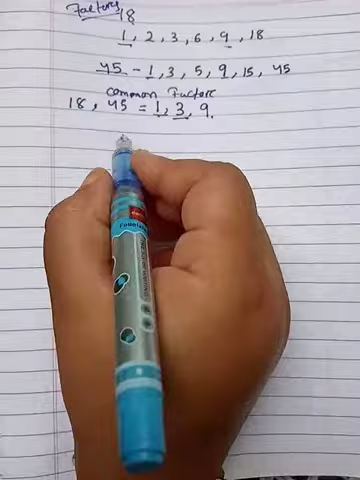 Factors
18
1, 2, 3, 6, 9, 18
45 - 1, 3, 5, 9, 15, 45
common Factors
18, 45 = 1, 3, 9.